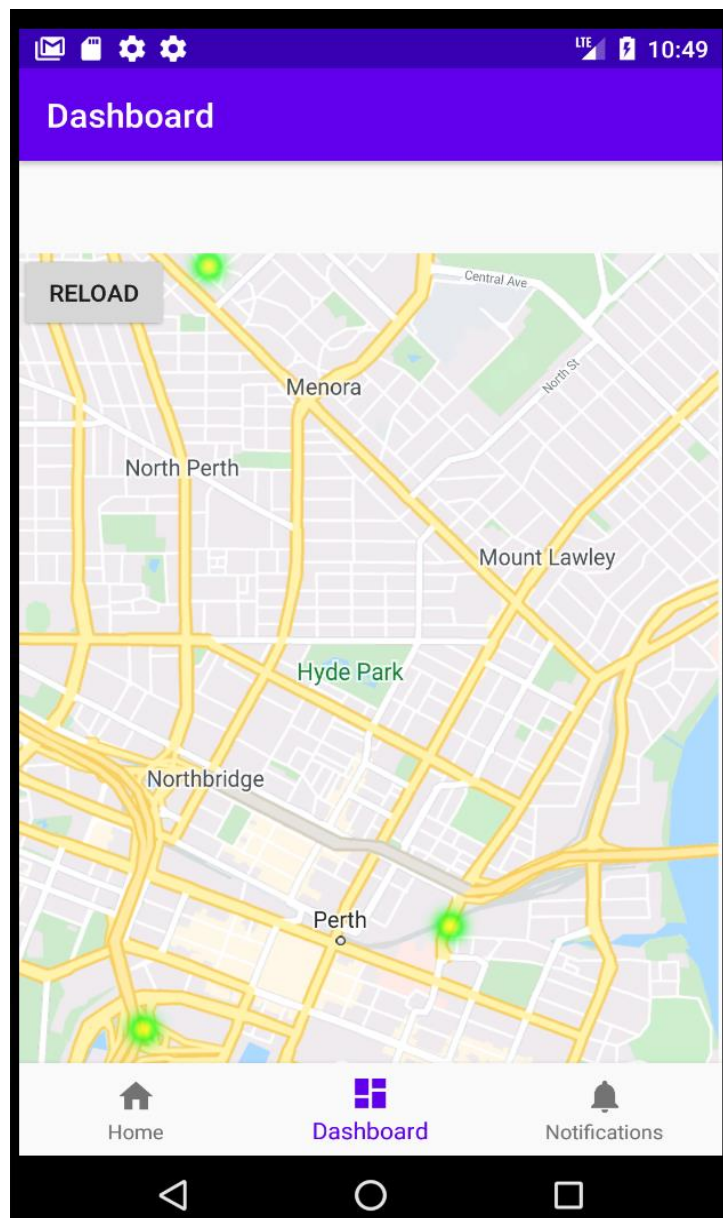 LTE 10:49
Dashboard
RELOAD
Central Ave
North St
Menora
North Perth
Mount Lawley
Hyde Park
Northbridge
Perth
Home Dashboard Notifications